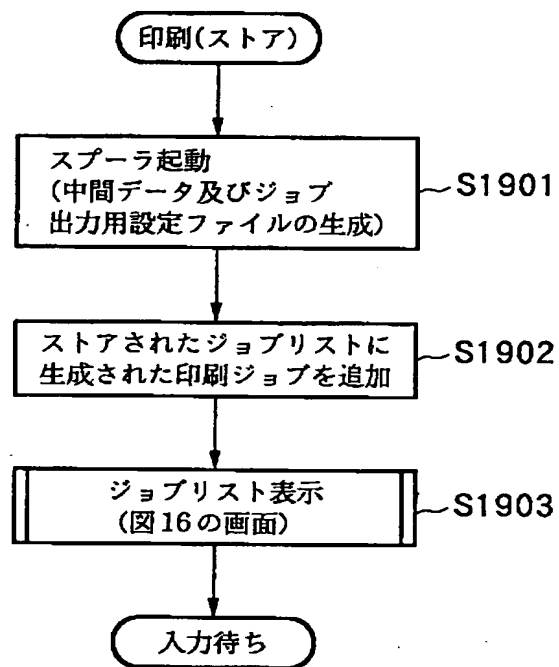 印刷(ストア)
スプーラ起動
(中間データ及びジョブ
出力用設定ファイルの生成)
S1901
ストアされたジョブリストに
生成された印刷ジョブを追加
S1902
ジョブリスト表示
(図16の画面)
S1903
入力待ち